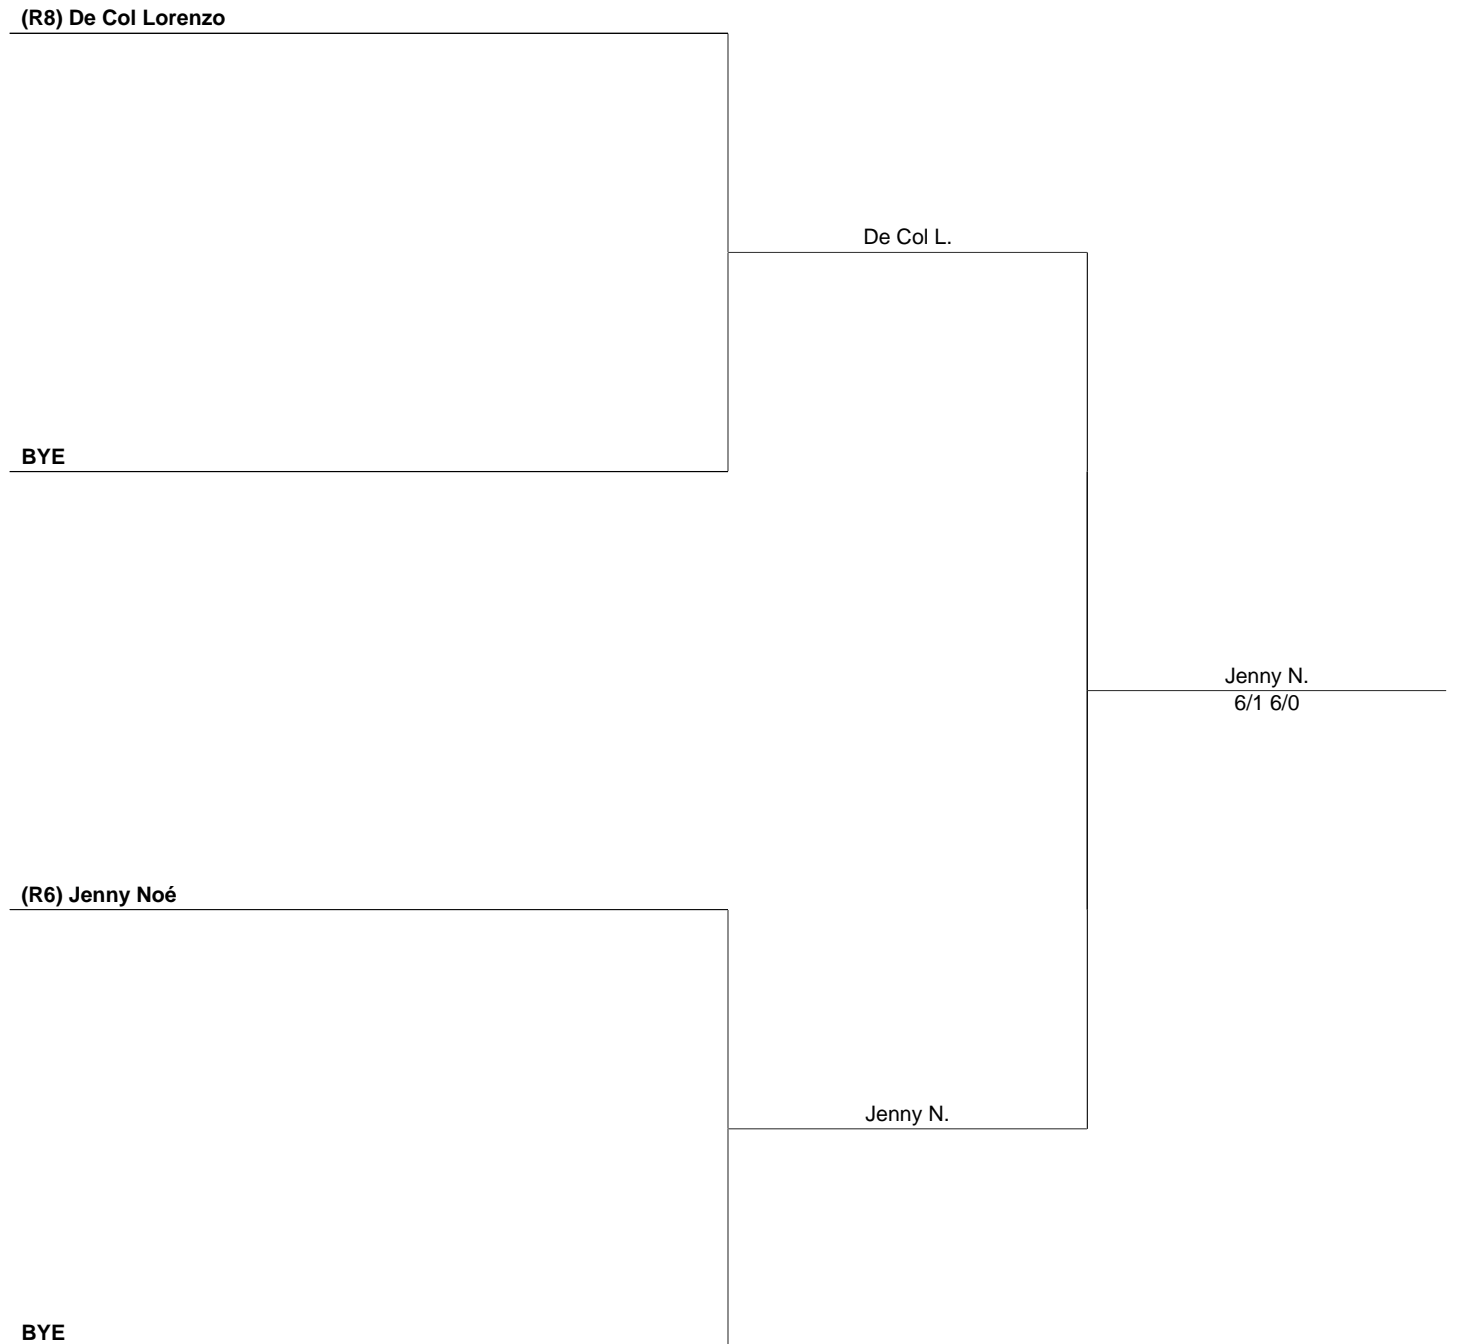 (R8) De Col Lorenzo
De Col L.
BYE
Jenny N.
6/1 6/0
(R6) Jenny Noé
Jenny N.
BYE